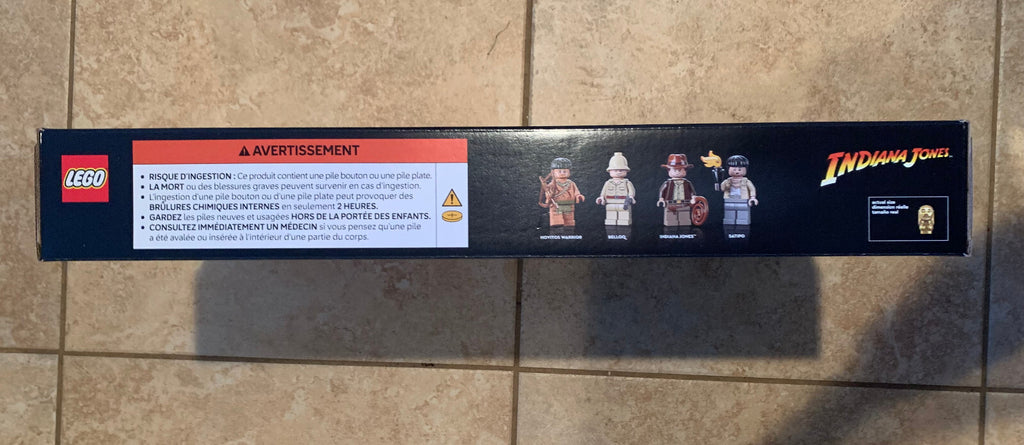 LEGO
AVERTISSEMENT
• RISQUE D'INGESTION : Ce produit contient une pile bouton ou une pile plate.
• LA MORT ou des blessures graves peuvent survenir en cas d'ingestion.
• L'ingestion d'une pile bouton ou d'une pile plate peut provoquer des
BRÛLURES CHIMIQUES INTERNES en seulement 2 HEURES.
• GARDEZ les piles neuves et usagées HORS DE LA PORTÉE DES ENFANTS.
• CONSULTEZ IMMÉDIATEMENT UN MÉDECIN si vous pensez qu'une pile
a été avalée ou insérée à l'intérieur d'une partie du corps.
HOVITOS WARRIOR
BELLOQ
INDIANA JONES™
SATIPO
INDIANA JONES™
actual size
dimension réelle
tamaño real